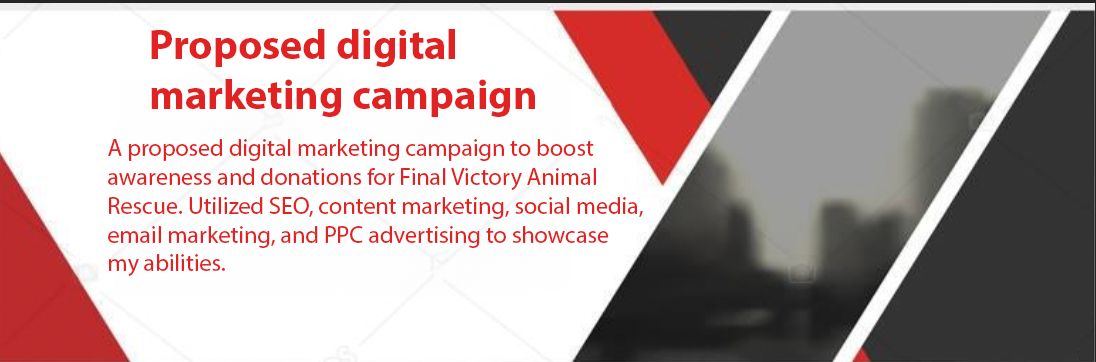 Proposed digital
marketing campaign
A proposed digital marketing campaign to boost
awareness and donations for Final Victory Animal
Rescue. Utilized SEO, content marketing, social media,
email marketing, and PPC advertising to showcase
my abilities.